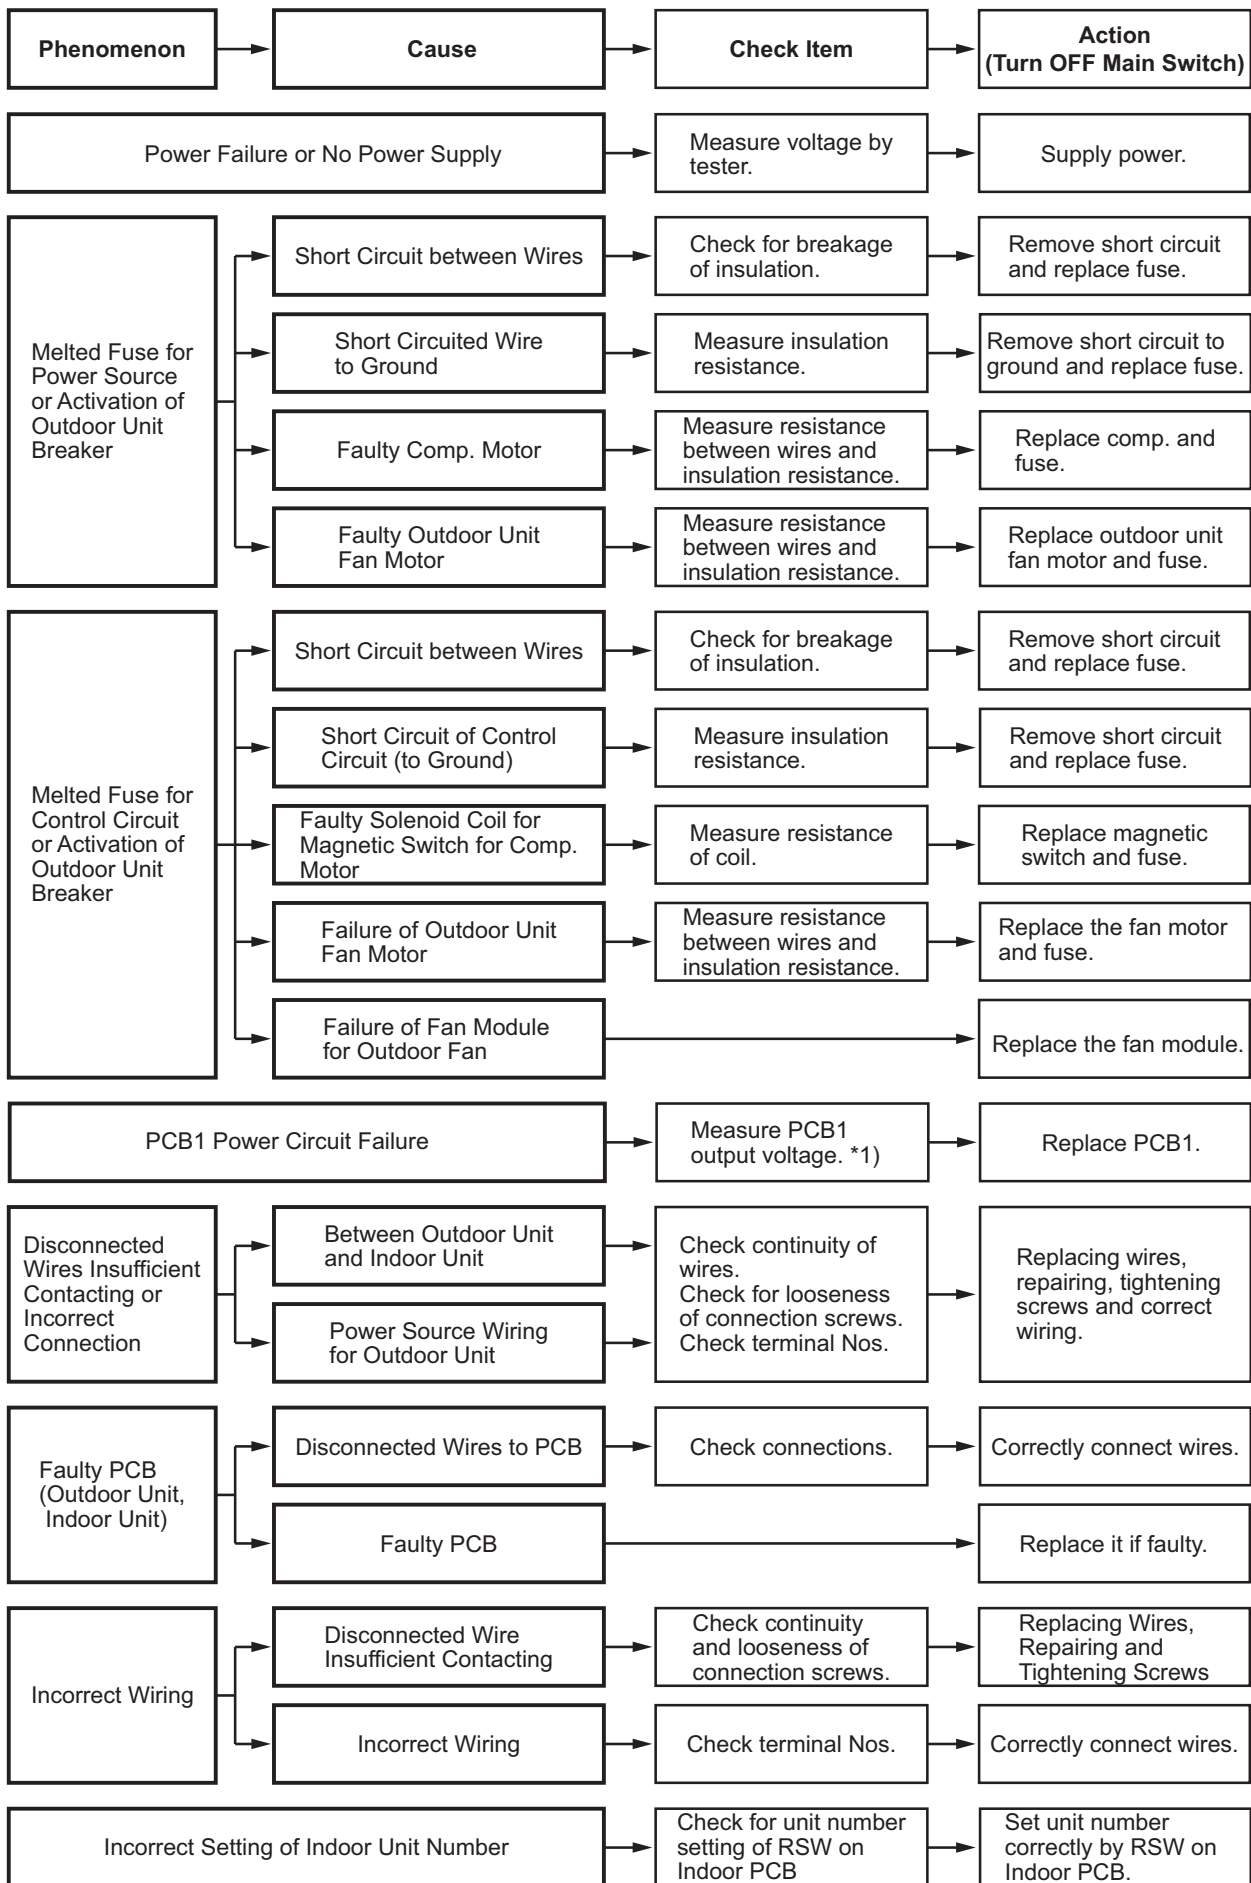 Phenomenon
Cause
Check Item
Action
(Turn OFF Main Switch)
Power Failure or No Power Supply
Measure voltage by
tester.
Supply power.
Melted Fuse for
Power Source
or Activation of
Outdoor Unit
Breaker
Short Circuit between Wires
Check for breakage
of insulation.
Remove short circuit
and replace fuse.
Short Circuited Wire
to Ground
Measure insulation
resistance.
Remove short circuit to
ground and replace fuse.
Faulty Comp. Motor
Measure resistance
between wires and
insulation resistance.
Replace comp. and
fuse.
Faulty Outdoor Unit
Fan Motor
Measure resistance
between wires and
insulation resistance.
Replace outdoor unit
fan motor and fuse.
Melted Fuse for
Control Circuit
or Activation of
Outdoor Unit
Breaker
Short Circuit between Wires
Check for breakage
of insulation.
Remove short circuit
and replace fuse.
Short Circuit of Control
Circuit (to Ground)
Measure insulation
resistance.
Remove short circuit
and replace fuse.
Faulty Solenoid Coil for
Magnetic Switch for Comp.
Motor
Measure resistance
of coil.
Replace magnetic
switch and fuse.
Failure of Outdoor Unit
Fan Motor
Measure resistance
between wires and
insulation resistance.
Replace the fan motor
and fuse.
Failure of Fan Module
for Outdoor Fan
Replace the fan module.
PCB1 Power Circuit Failure
Measure PCB1
output voltage. *1)
Replace PCB1.
Disconnected
Wires Insufficient
Contacting or
Incorrect
Connection
Between Outdoor Unit
and Indoor Unit
Power Source Wiring
for Outdoor Unit
Check continuity of
wires.
Check for looseness
of connection screws.
Check terminal Nos.
Replacing wires,
repairing, tightening
screws and correct
wiring.
Faulty PCB
(Outdoor Unit,
Indoor Unit)
Disconnected Wires to PCB
Check connections.
Correctly connect wires.
Faulty PCB
Replace it if faulty.
Incorrect Wiring
Disconnected Wire
Insufficient Contacting
Check continuity
and looseness of
connection screws.
Replacing Wires,
Repairing and
Tightening Screws
Incorrect Wiring
Check terminal Nos.
Correctly connect wires.
Incorrect Setting of Indoor Unit Number
Check for unit number
setting of RSW on
Indoor PCB
Set unit number
correctly by RSW on
Indoor PCB.